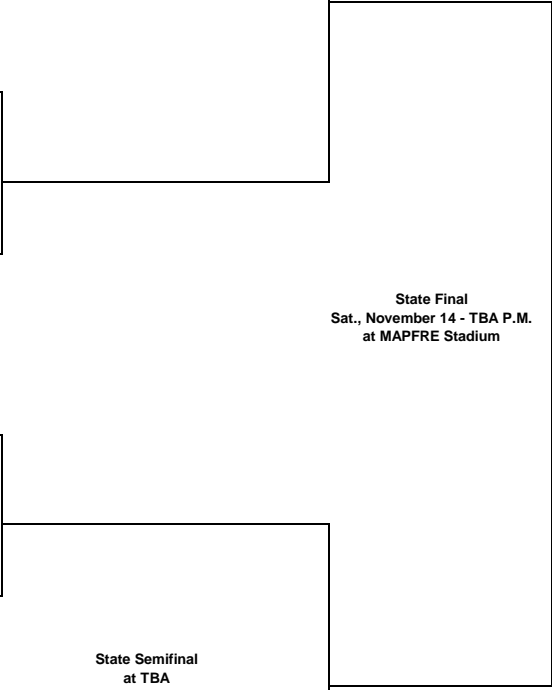 State Final
Sat., November 14 - TBA P.M.
at MAPFRE Stadium
State Semifinal
at TBA